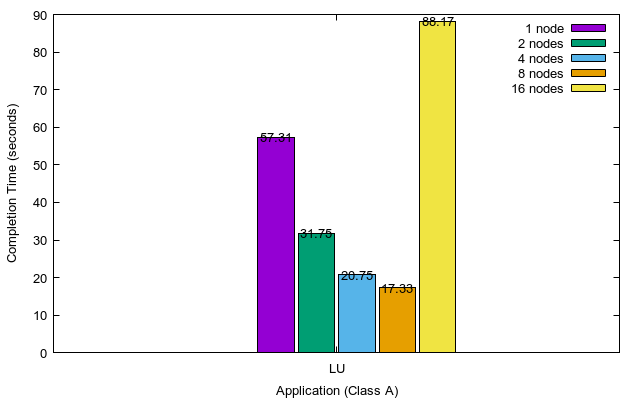 90
80
70
60
50
40
30
20
10
0
Completion Time (seconds)
57.31
31.75
20.75
17.33
88.17
1 node
2 nodes
4 nodes
8 nodes
16 nodes
LU
Application (Class A)